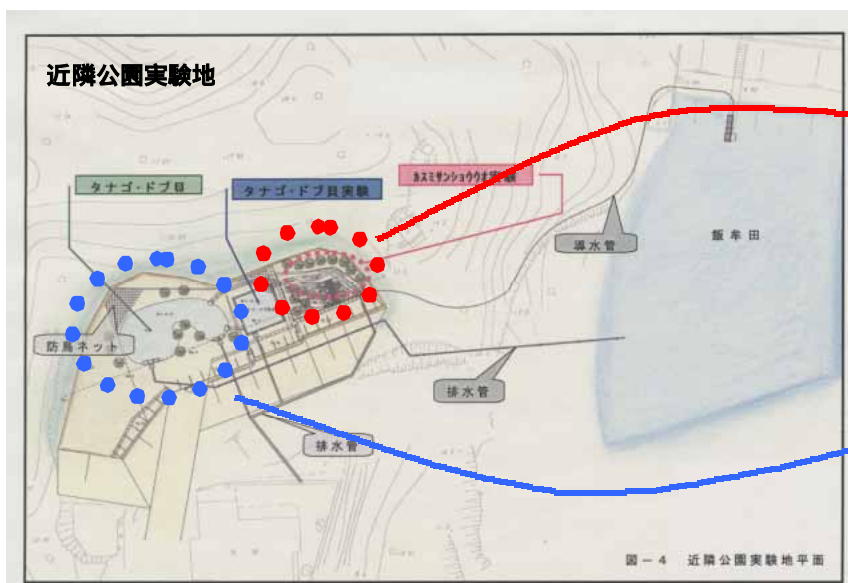 近隣公園実験地
タナゴ・ドブ貝
タナゴ・ドブ貝実験
カスミサンショウウオ実験
導水管
飯牟田
防鳥ネット
排水管
排水管
図－4 近隣公園実験地平面